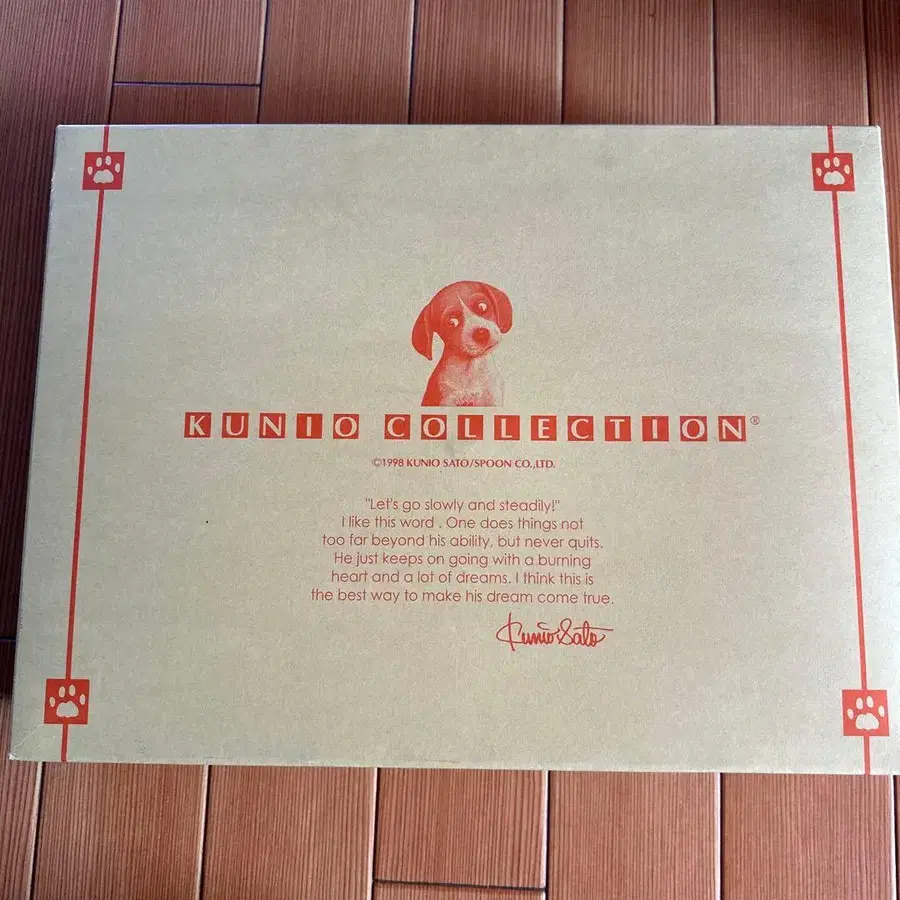 KUNIO COLLECTION®
©1998 KUNIO SATO/SPOON CO.,LTD.
"Let's go slowly and steadily!"
I like this word . One does things not
too far beyond his ability, but never quits.
He just keeps on going with a burning
heart and a lot of dreams. I think this is
the best way to make his dream come true.
Kunio Sato